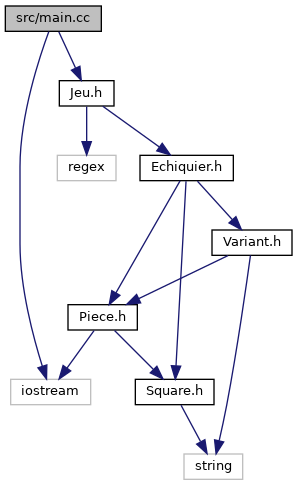 src/main.cc
Jeu.h
regex
Echiquier.h
Variant.h
Piece.h
iostream
Square.h
string